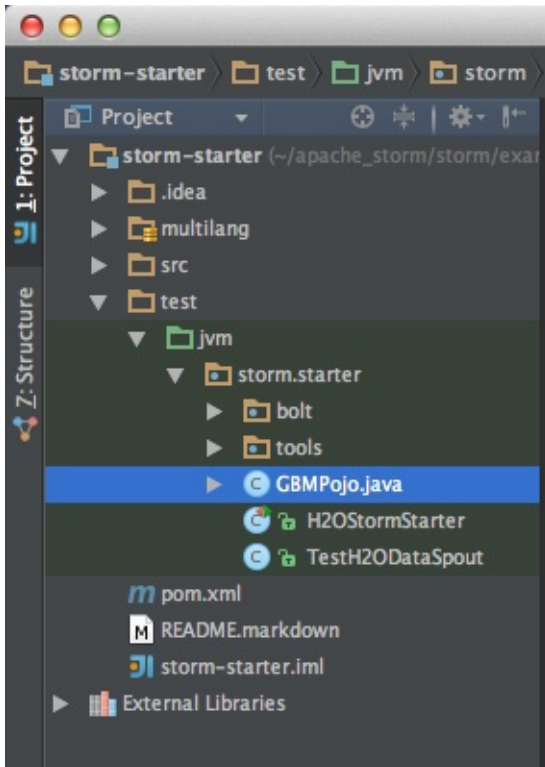 storm-starter test jvm storm
Project
1: Project
storm-starter (~/apache_storm/storm/exar
.idea
multilang
src
test
Z: Structure
jvm
storm.starter
bolt
tools
C GBMPojo.java
C H2OStormStarter
C TestH2ODataSpout
m pom.xml
M README.markdown
storm-starter.iml
External Libraries